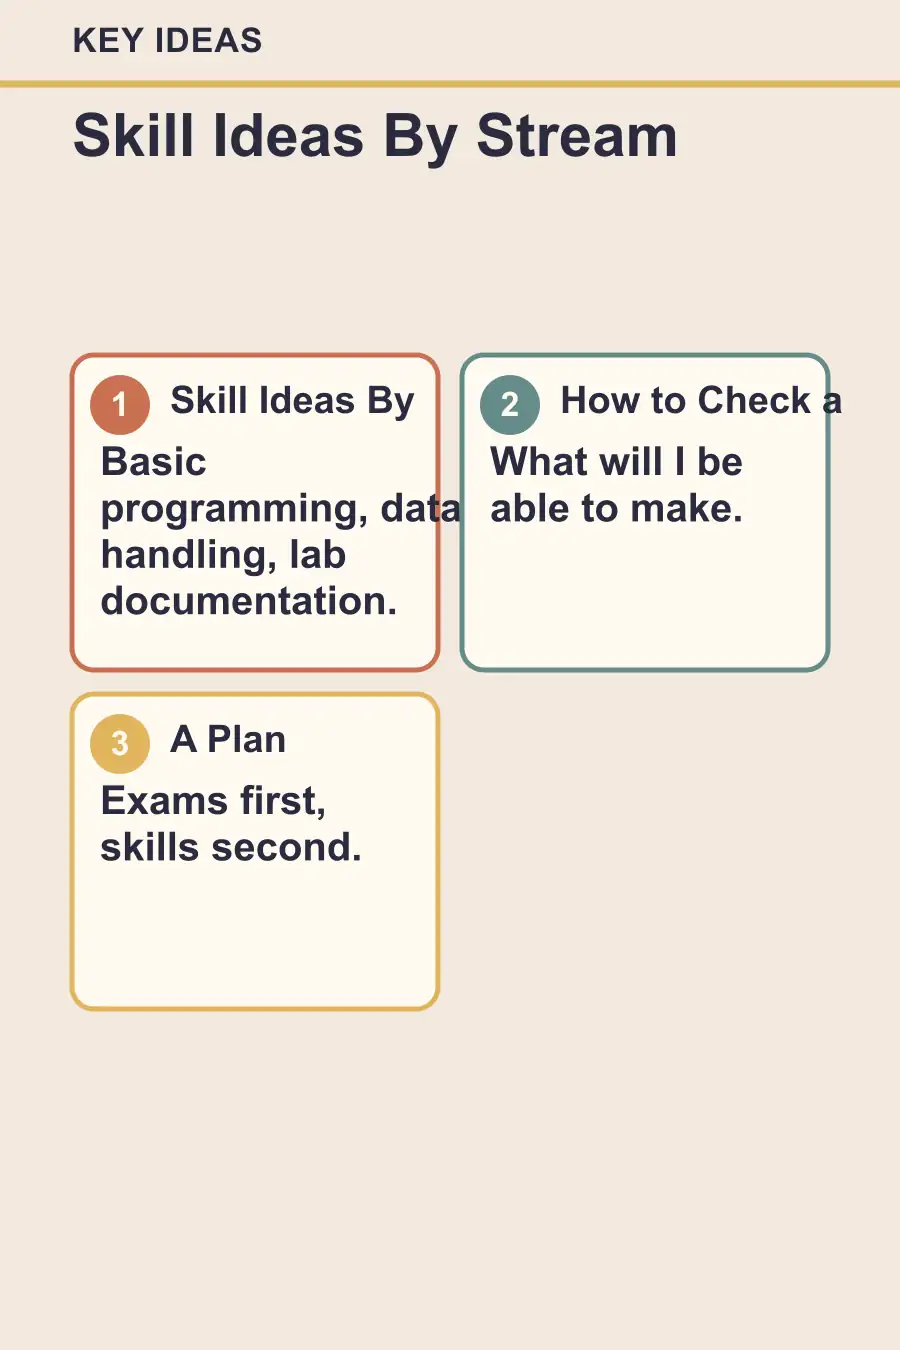 KEY IDEAS
Skill Ideas By Stream
1
Skill Ideas By
Basic
programming, data
handling, lab
documentation.
2
How to Check a
What will I be
able to make.
3
A Plan
Exams first,
skills second.